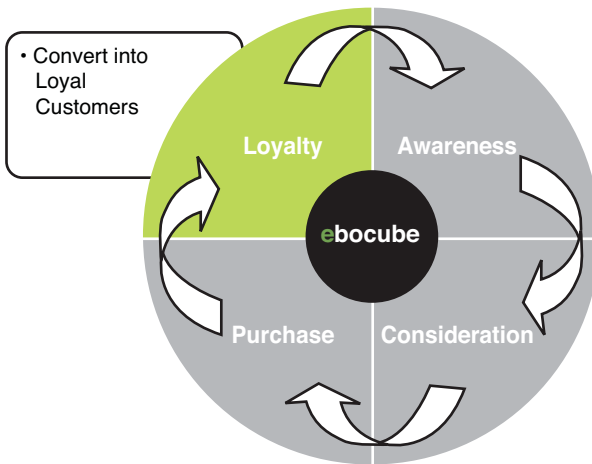 • Convert into
Loyal
Customers
Loyalty
Awareness
ebocube
Purchase
Consideration